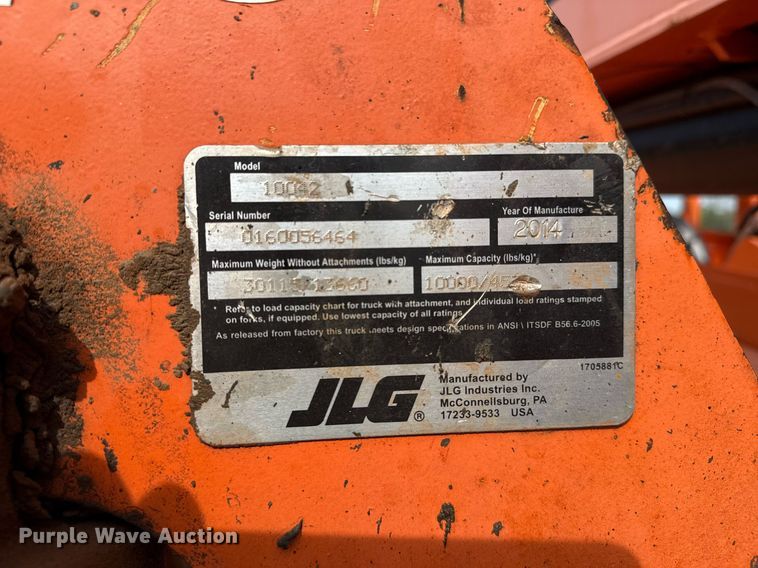 Model
10042
Serial Number
0160056464
Year Of Manufacture
2014
Maximum Weight Without Attachments (lbs/kg)
Maximum Capacity (lbs/kg)
Refer to load capacity chart for truck with attachment, and individual load ratings stamped
on forks, if equipped. Use lowest capacity of all ratings.
As released from factory this truck meets design specifications in ANSI \ ITSDF B56.6-2005
1705881C
JLG®
Manufactured by
JLG Industries Inc.
McConnellsburg, PA
17233-9533 USA
Purple Wave Auction